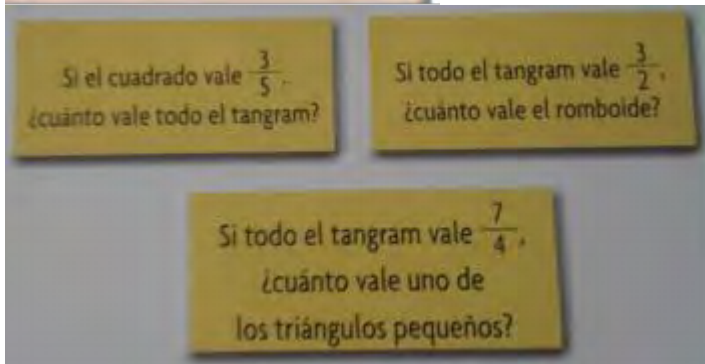 Si el cuadrado vale 3/5,
¿cuánto vale todo el tangram?
Si todo el tangram vale 3/2,
¿cuánto vale el romboide?
Si todo el tangram vale 7/4,
¿cuánto vale uno de
los triángulos pequeños?